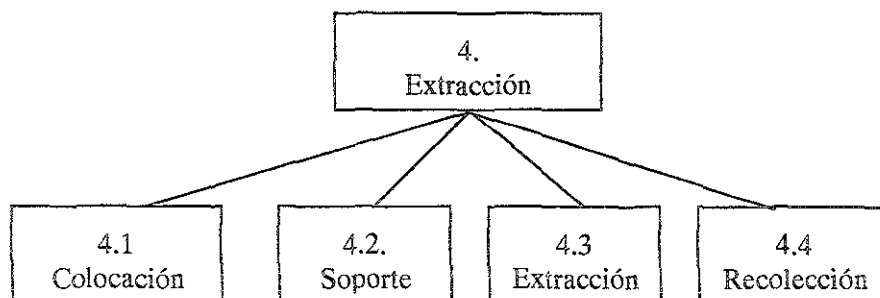 4.
Extracción
4.1
Colocación
4.2.
Soporte
4.3
Extracción
4.4
Recolección